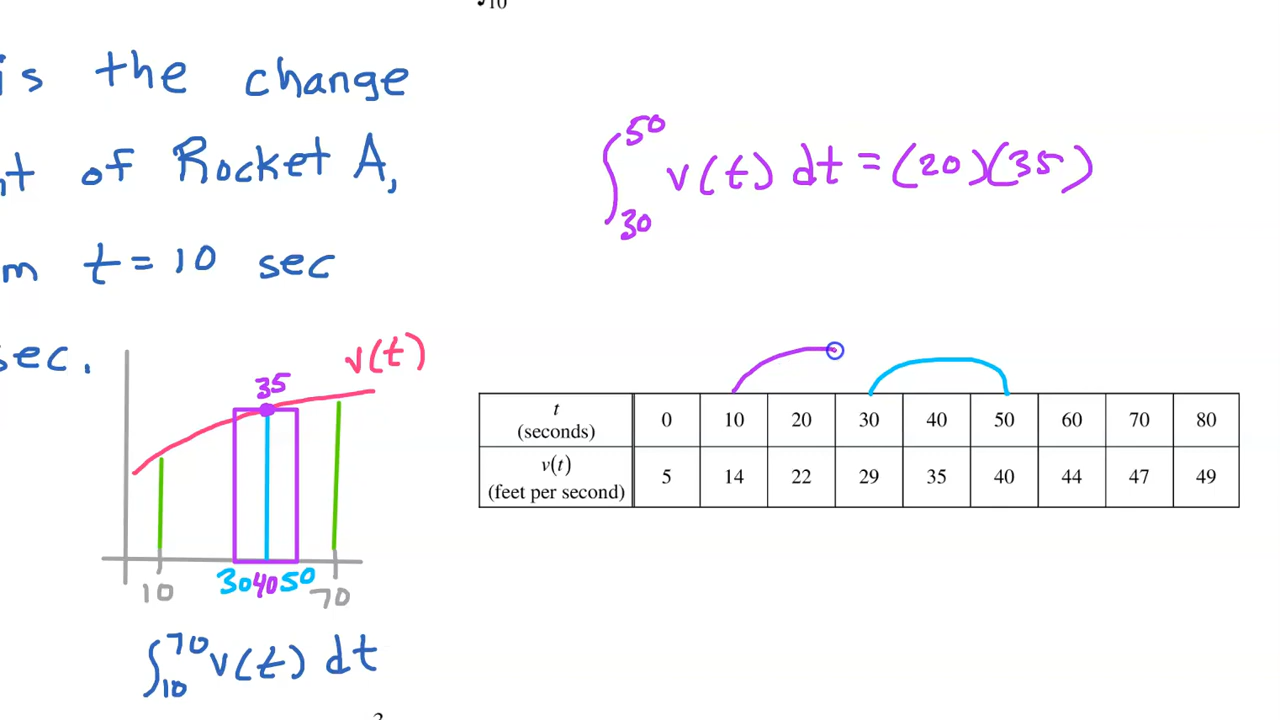 10
is the change
nt of Rocket A,
m t = 10 sec
sec.
∫₃₀⁵⁰ v(t) dt = (20)(35)
v(t)
35
10 30 40 50 70
∫₁₀⁷⁰ v(t) dt
t (seconds) 0 10 20 30 40 50 60 70 80
v(t) (feet per second) 5 14 22 29 35 40 44 47 49